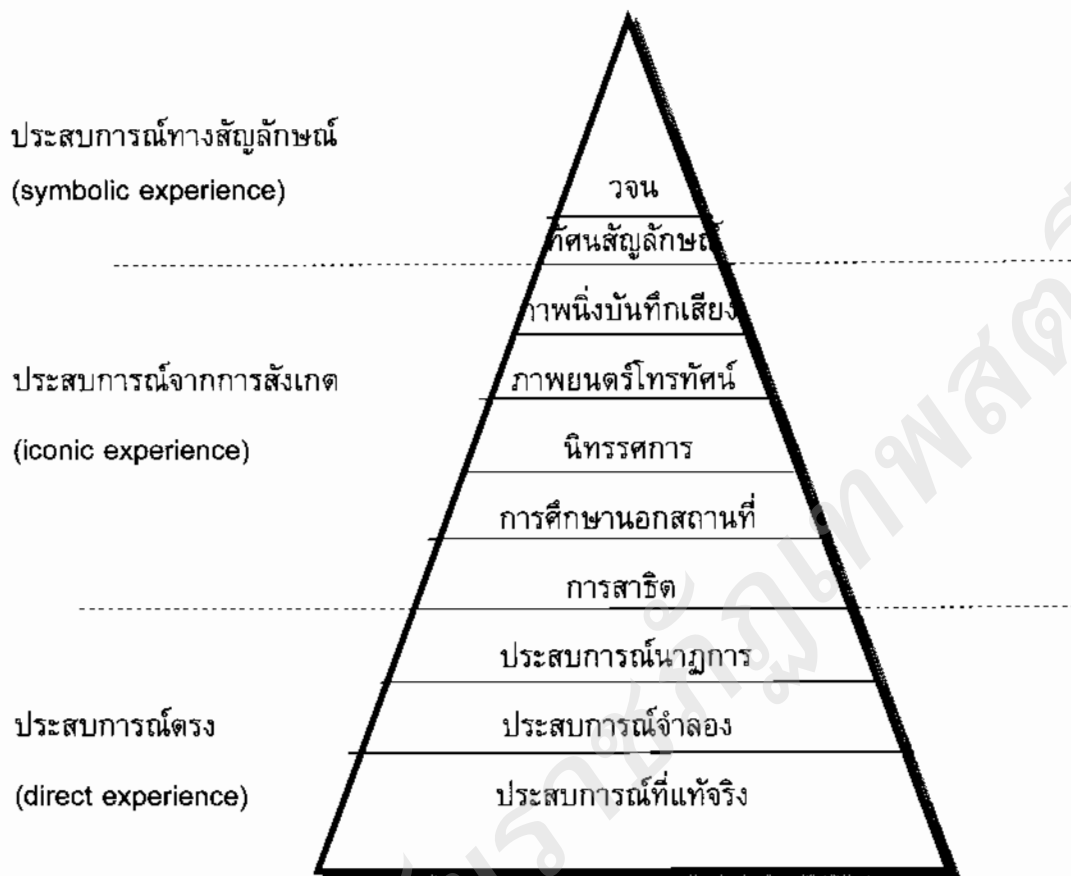 ประสบการณ์ทางสัญลักษณ์
(symbolic experience)
วจน
ทัศนสัญลักษณ์
ภาพนิ่งบันทึกเสียง
ประสบการณ์จากการสังเกต
ภาพยนตร์โทรทัศน์
(iconic experience)
นิทรรศการ
การศึกษานอกสถานที่
การสาธิต
ประสบการณ์นาฏการ
ประสบการณ์ตรง
ประสบการณ์จำลอง
(direct experience)
ประสบการณ์ที่แท้จริง